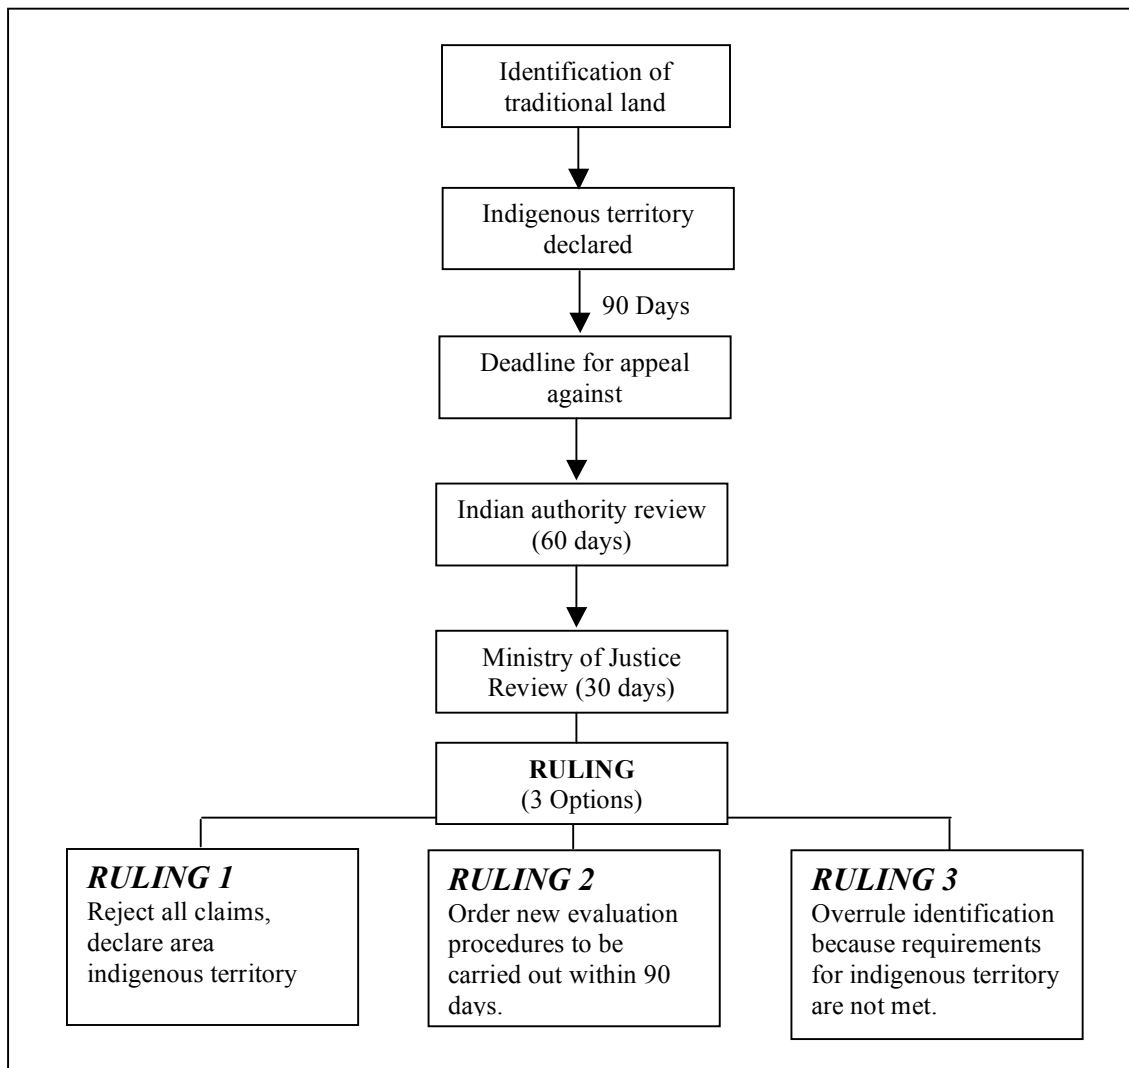 Identification of
traditional land
Indigenous territory
declared
90 Days
Deadline for appeal
against
Indian authority review
(60 days)
Ministry of Justice
Review (30 days)
RULING
(3 Options)
RULING 1
Reject all claims,
declare area
indigenous territory
RULING 2
Order new evaluation
procedures to be
carried out within 90
days.
RULING 3
Overrule identification
because requirements
for indigenous territory
are not met.